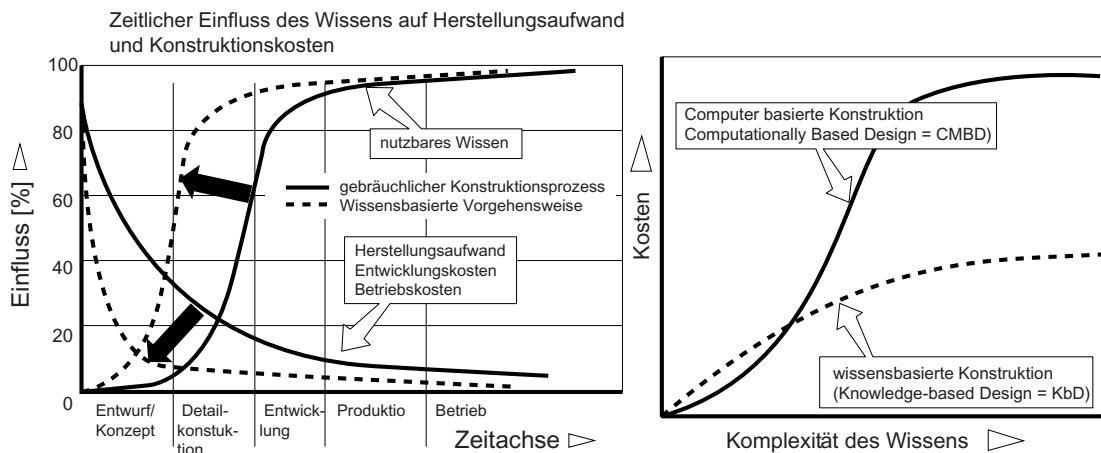 Zeitlicher Einfluss des Wissens auf Herstellungsaufwand
und Konstruktionskosten
100
80
60
40
20
0
Einfluss [%]
nutzbares Wissen
gebräuchlicher Konstruktionsprozess
Wissensbasierte Vorgehensweise
Herstellungsaufwand
Entwicklungskosten
Betriebskosten
Entwurf/
Konzept
Detail-
konstuk-
tion
Entwick-
lung
Produktio
Betrieb
Zeitachse
Kosten
Computer basierte Konstruktion
Computationally Based Design = CMBD)
wissensbasierte Konstruktion
(Knowledge-based Design = KbD)
Komplexität des Wissens